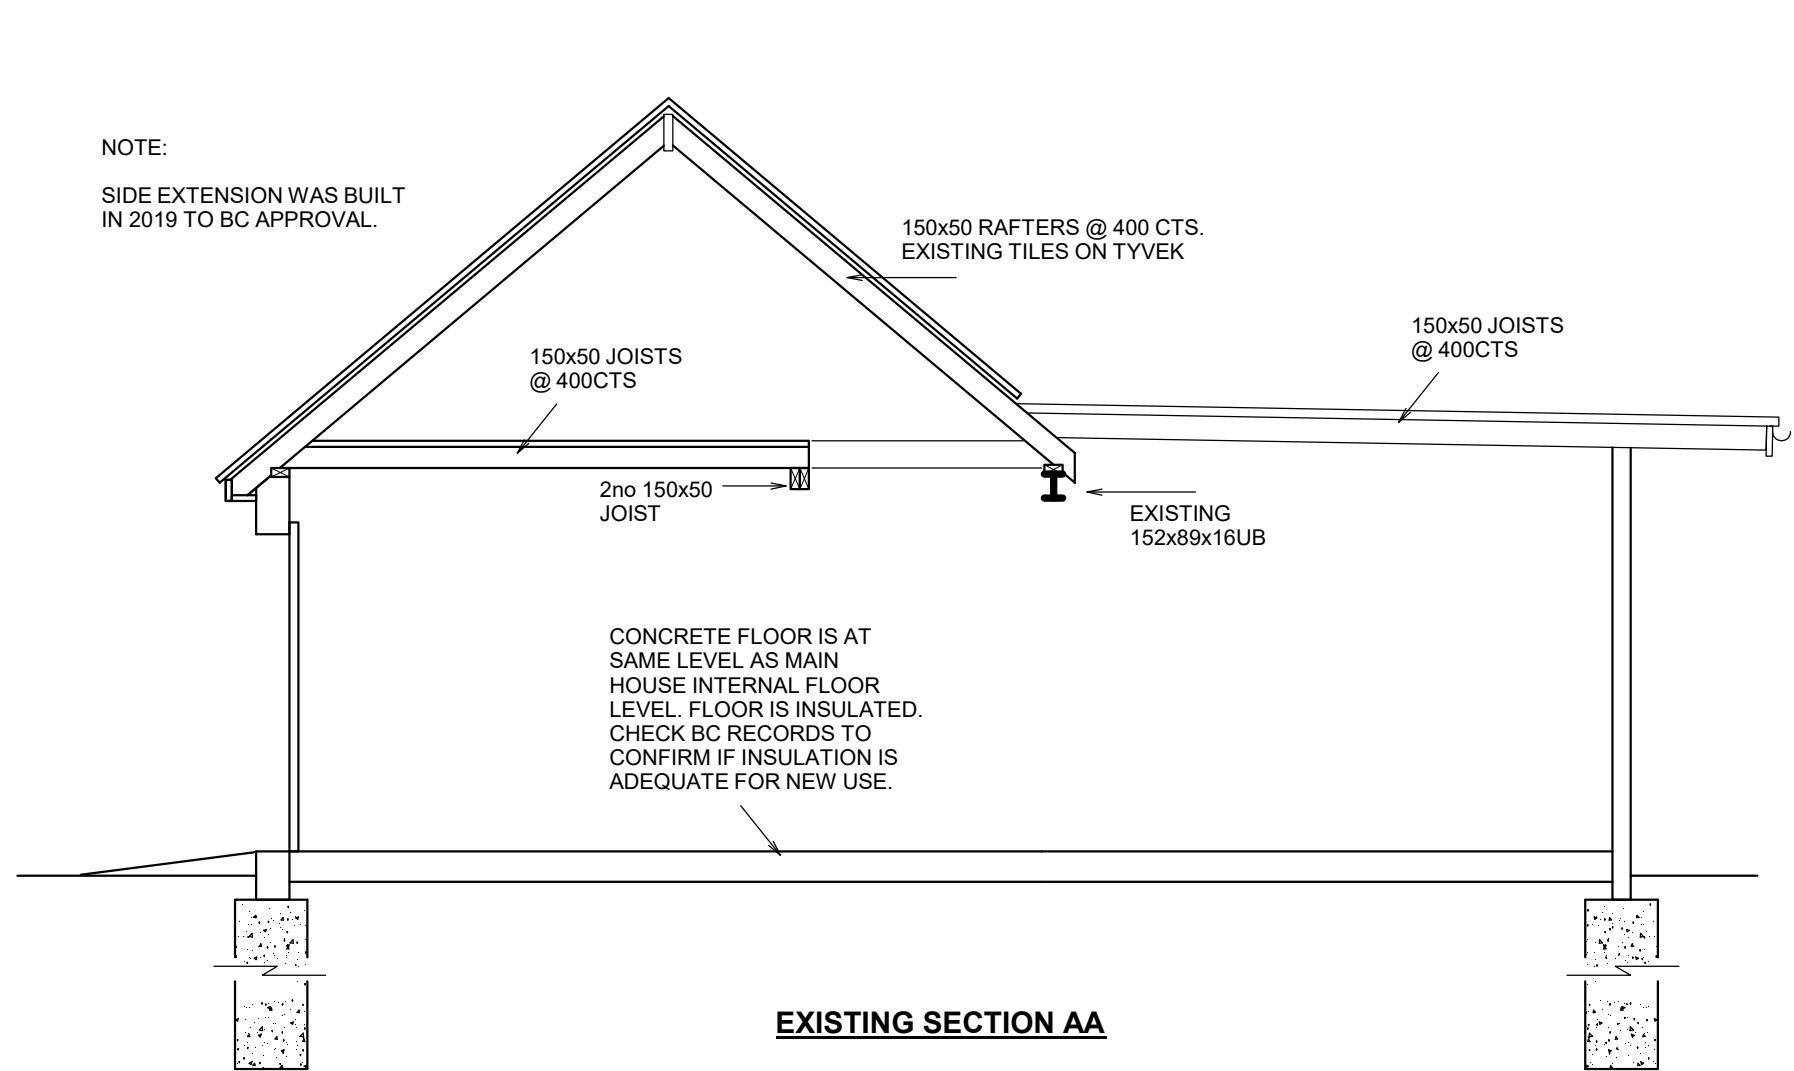 NOTE:
SIDE EXTENSION WAS BUILT
IN 2019 TO BC APPROVAL.
150x50 RAFTERS @ 400 CTS.
EXISTING TILES ON TYVEK
150x50 JOISTS
@ 400CTS
150x50 JOISTS
@ 400CTS
2no 150x50
JOIST
EXISTING
152x89x16UB
CONCRETE FLOOR IS AT
SAME LEVEL AS MAIN
HOUSE INTERNAL FLOOR
LEVEL. FLOOR IS INSULATED.
CHECK BC RECORDS TO
CONFIRM IF INSULATION IS
ADEQUATE FOR NEW USE.
EXISTING SECTION AA